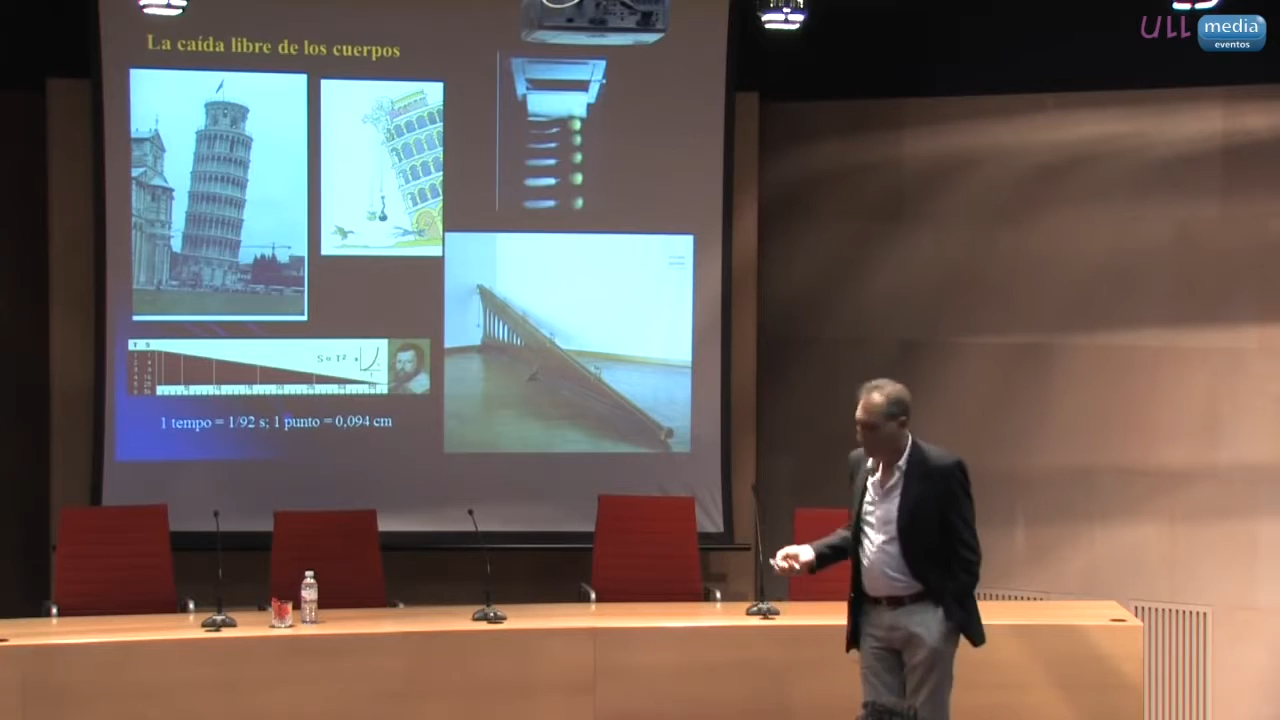 La caída libre de los cuerpos
T S
S α T²
1 tempo = 1/92 s; 1 punto = 0,094 cm
ULL
media
eventos